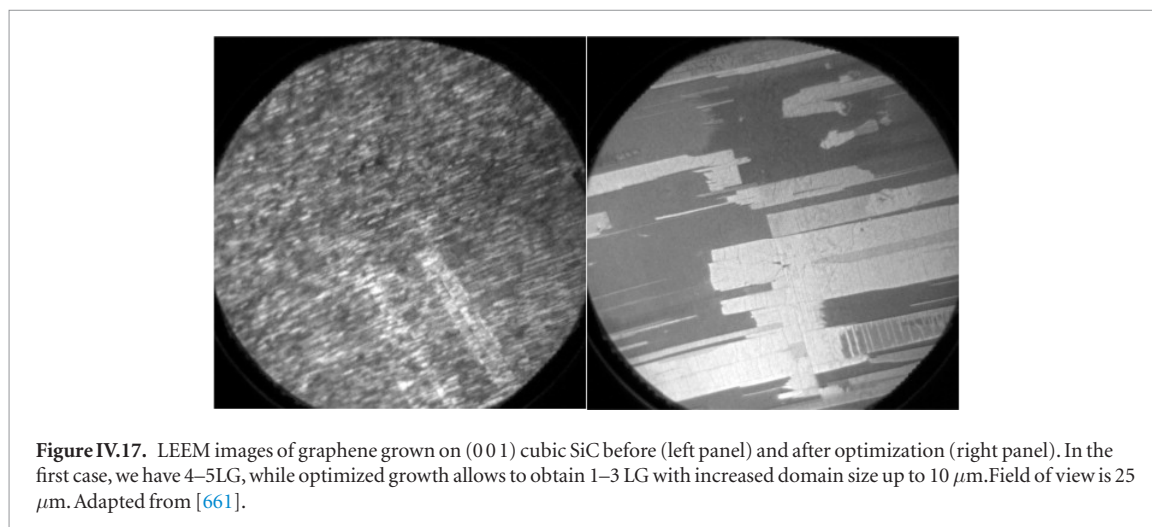 Figure IV.17. LEEM images of graphene grown on (0 0 1) cubic SiC before (left panel) and after optimization (right panel). In the
first case, we have 4–5LG, while optimized growth allows to obtain 1–3 LG with increased domain size up to 10 μm.Field of view is 25
μm. Adapted from [661].